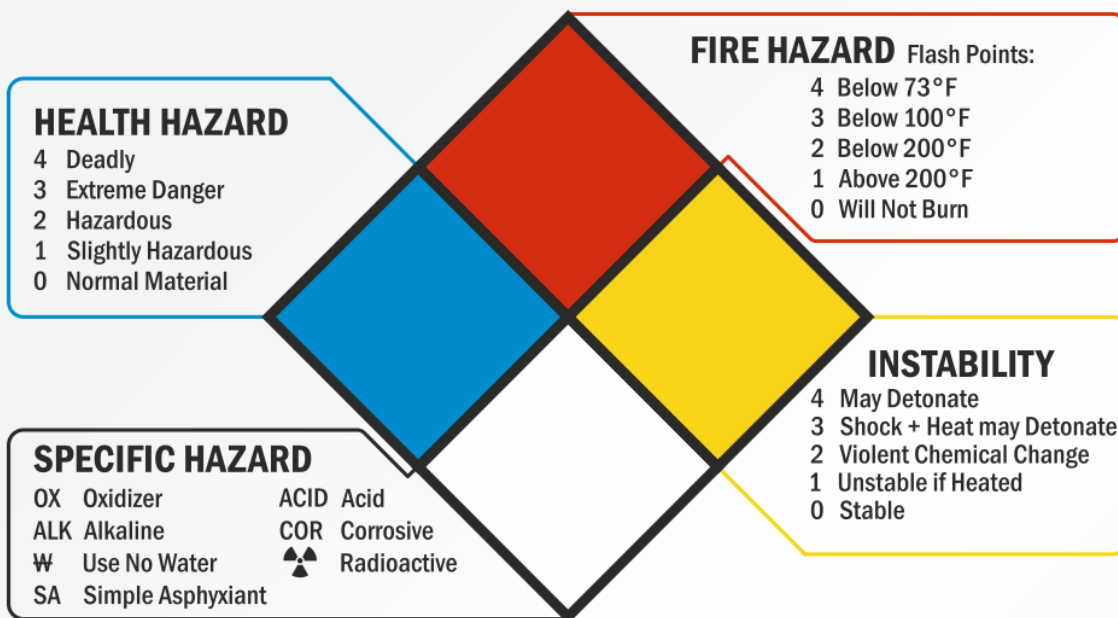 HEALTH HAZARD
4 Deadly
3 Extreme Danger
2 Hazardous
1 Slightly Hazardous
0 Normal Material
FIRE HAZARD Flash Points:
4 Below 73°F
3 Below 100°F
2 Below 200°F
1 Above 200°F
0 Will Not Burn
INSTABILITY
4 May Detonate
3 Shock + Heat may Detonate
2 Violent Chemical Change
1 Unstable if Heated
0 Stable
SPECIFIC HAZARD
OX Oxidizer
ALK Alkaline
W̶ Use No Water
SA Simple Asphyxiant
ACID Acid
COR Corrosive
☢ Radioactive